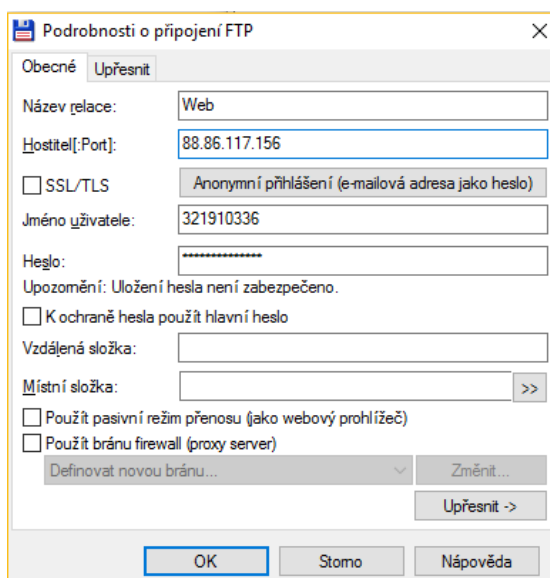 Podrobnosti o připojení FTP
Obecné Upřesnit
Název relace: Web
Hostitel[:Port]: 88.86.117.156
SSL/TLS Anonymní přihlášení (e-mailová adresa jako heslo)
Jméno uživatele: 321910336
Heslo: **************
Upozornění: Uložení hesla není zabezpečeno.
K ochraně hesla použít hlavní heslo
Vzdálená složka:
Místní složka: >>
Použít pasivní režim přenosu (jako webový prohlížeč)
Použít bránu firewall (proxy server)
Definovat novou bránu... Změnit...
Upřesnit ->
OK Storno Nápověda